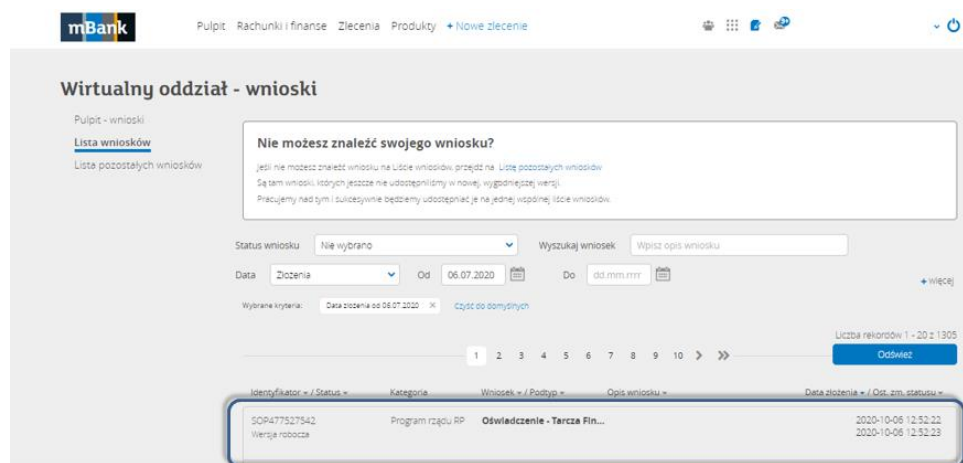 mBank Pulpit Rachunki i finanse Zlecenia Produkty + Nowe zlecenie
Wirtualny oddział - wnioski
Pulpit - wnioski
Lista wniosków
Lista pozostałych wniosków
Nie możesz znaleźć swojego wniosku?
Jeśli nie możesz znaleźć wniosku na Liście wniosków, przejdź na Listę pozostałych wniosków
Są tam wnioski, których jeszcze nie udostępniliśmy w nowej, wygodniejszej wersji.
Pracujemy nad tym i sukcesywnie będziemy udostępniać je na jednej wspólnej liście wniosków.
Status wniosku Nie wybrano Wyszukaj wniosek Wpisz opis wniosku
Data Złożenia Od 06.07.2020 Do dd.mm.rrrr
+ więcej
Wybrane kryteria: Data złożenia od 06.07.2020 × Czyść do domyślnych
Liczba rekordów 1 - 20 z 1305
1 2 3 4 5 6 7 8 9 10 Odśwież
Identyfikator / Status Kategoria Wniosek / Podtyp Opis wniosku Data złożenia / Ost. zm. statusu
SOP477527542 Program rządu RP Oświadczenie - Tarcza Fin... 2020-10-06 12:52:22
Wersja robocza 2020-10-06 12:52:23